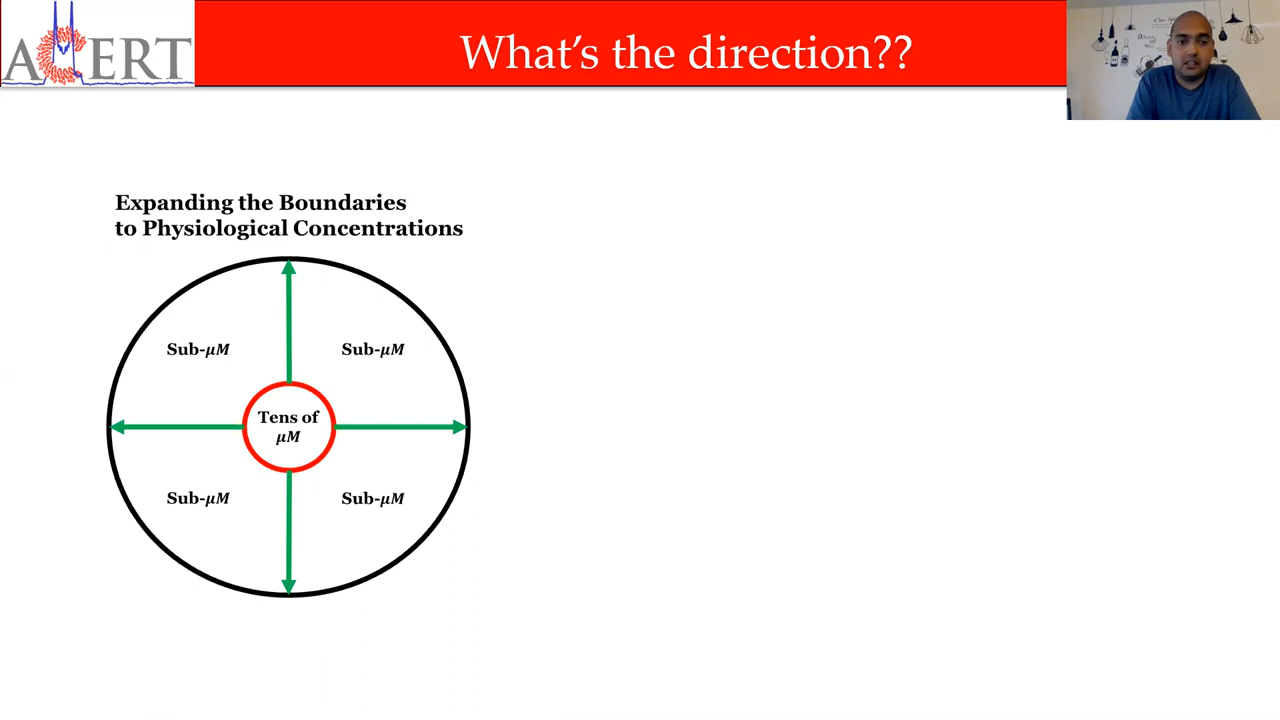 ACERT
What's the direction??
Expanding the Boundaries
to Physiological Concentrations
Sub-μM
Sub-μM
Tens of
μM
Sub-μM
Sub-μM